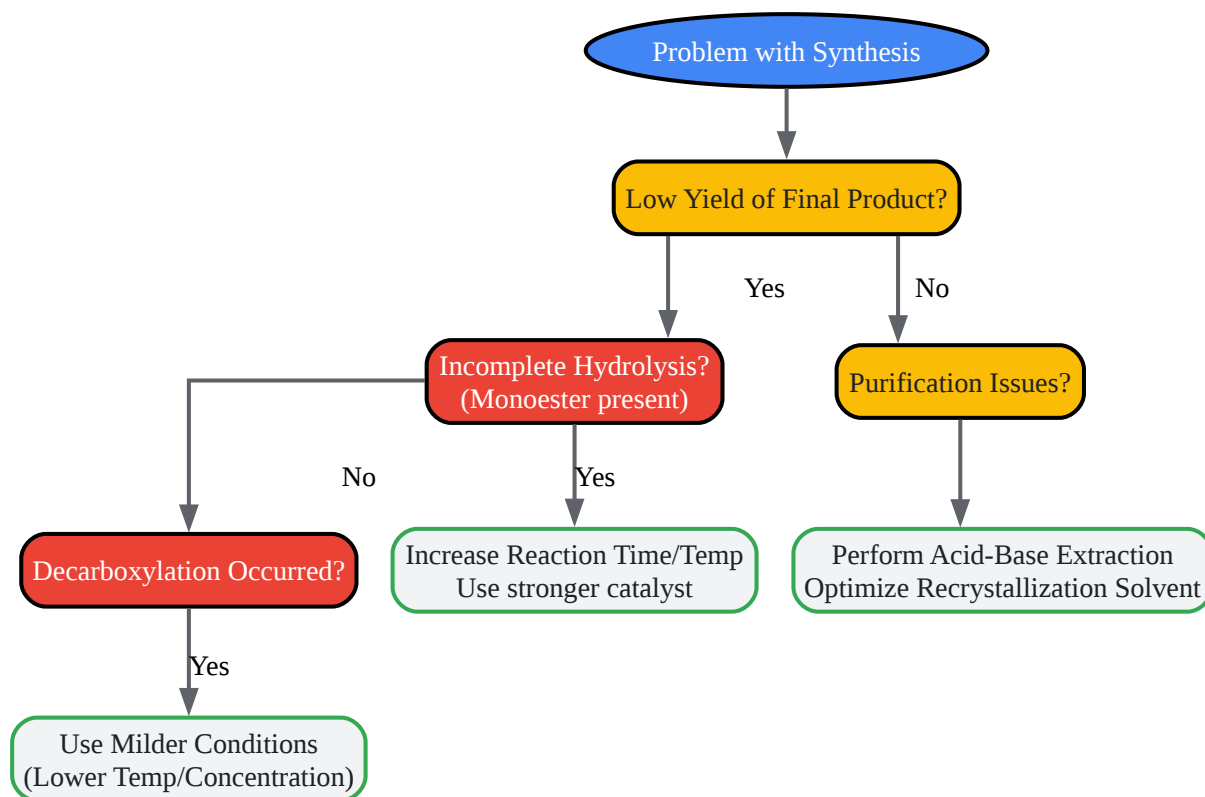 Problem with Synthesis
Low Yield of Final Product?
Yes
No
Incomplete Hydrolysis?
(Monoester present)
Purification Issues?
No
Yes
Decarboxylation Occurred?
Increase Reaction Time/Temp
Use stronger catalyst
Perform Acid-Base Extraction
Optimize Recrystallization Solvent
Yes
Use Milder Conditions
(Lower Temp/Concentration)